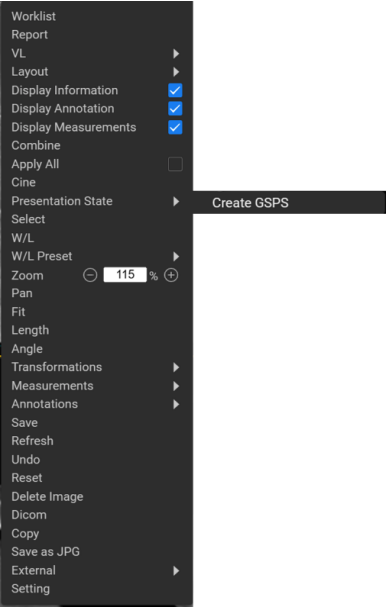 Worklist
Report
VL
Layout
Display Information
Display Annotation
Display Measurements
Combine
Apply All
Cine
Presentation State
Create GSPS
Select
W/L
W/L Preset
Zoom 115 %
Pan
Fit
Length
Angle
Transformations
Measurements
Annotations
Save
Refresh
Undo
Reset
Delete Image
Dicom
Copy
Save as JPG
External
Setting